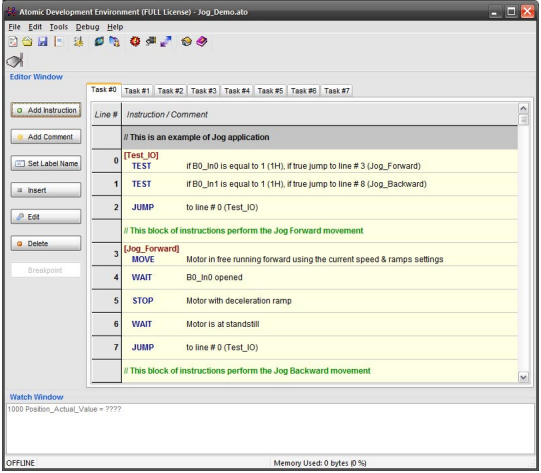 Atomic Development Environment (FULL License) - Jog_Demo.ato
File Edit Tools Debug Help
Editor Window
Task #0 Task #1 Task #2 Task #3 Task #4 Task #5 Task #6 Task #7
Add Instruction
Add Comment
Set Label Name
Insert
Edit
Delete
Breakpoint
Line # Instruction / Comment
// This is an example of Jog application
[Test_IO]
0 TEST if B0_In0 is equal to 1 (1H), if true jump to line # 3 (Jog_Forward)
1 TEST if B0_In1 is equal to 1 (1H), if true jump to line # 8 (Jog_Backward)
2 JUMP to line # 0 (Test_IO)
// This block of instructions perform the Jog Forward movement
[Jog_Forward]
3 MOVE Motor in free running forward using the current speed & ramps settings
4 WAIT B0_In0 opened
5 STOP Motor with deceleration ramp
6 WAIT Motor is at standstill
7 JUMP to line # 0 (Test_IO)
// This block of instructions perform the Jog Backward movement
Watch Window
1000 Position_Actual_Value = ????
OFFLINE Memory Used: 0 bytes (0 %)